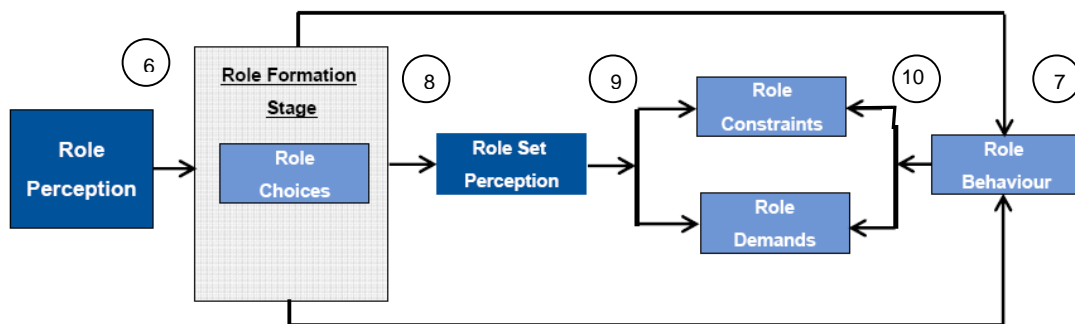 6
Role Formation
Stage
8
9
10
7
Role
Constraints
Role
Perception
Role
Choices
Role Set
Perception
Role
Behaviour
Role
Demands